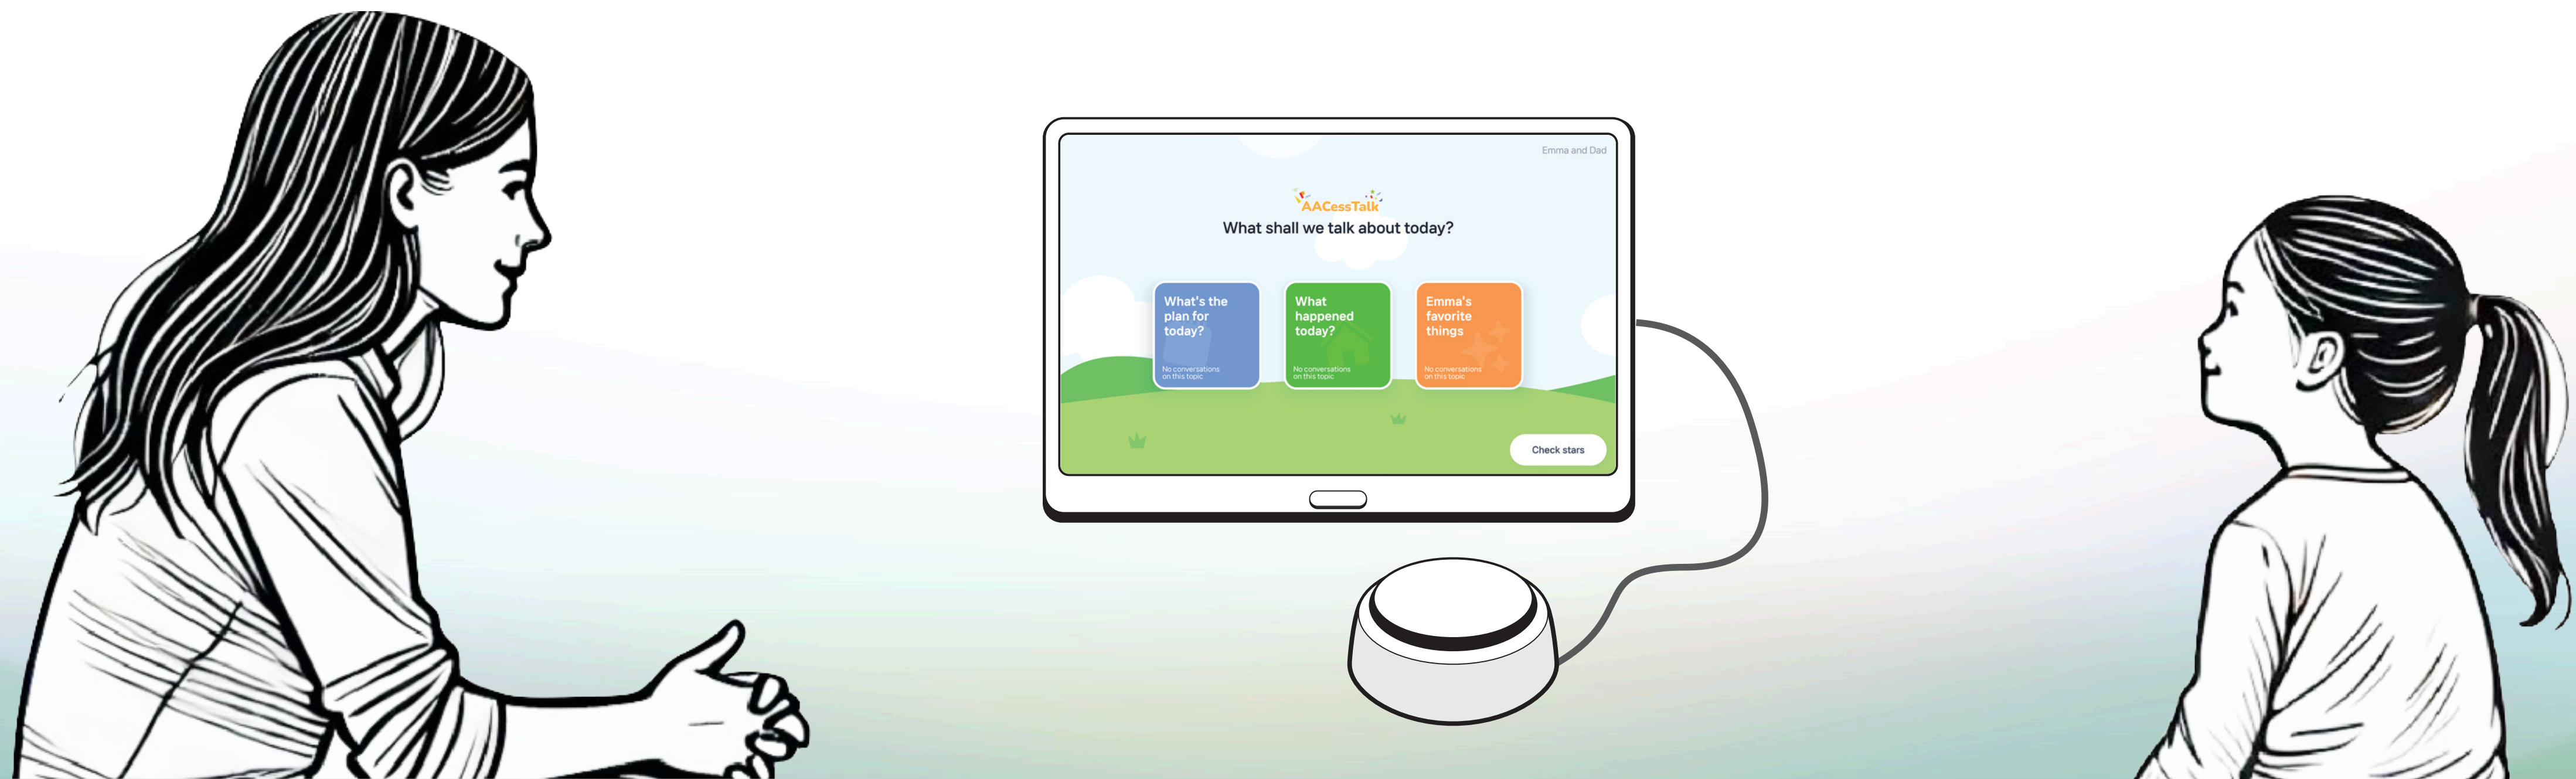 Emma and Dad
AACessTalk
What shall we talk about today?
What's the
plan for
today?
No conversations
on this topic
What
happened
today?
No conversations
on this topic
Emma's
favorite
things
No conversations
on this topic
Check stars